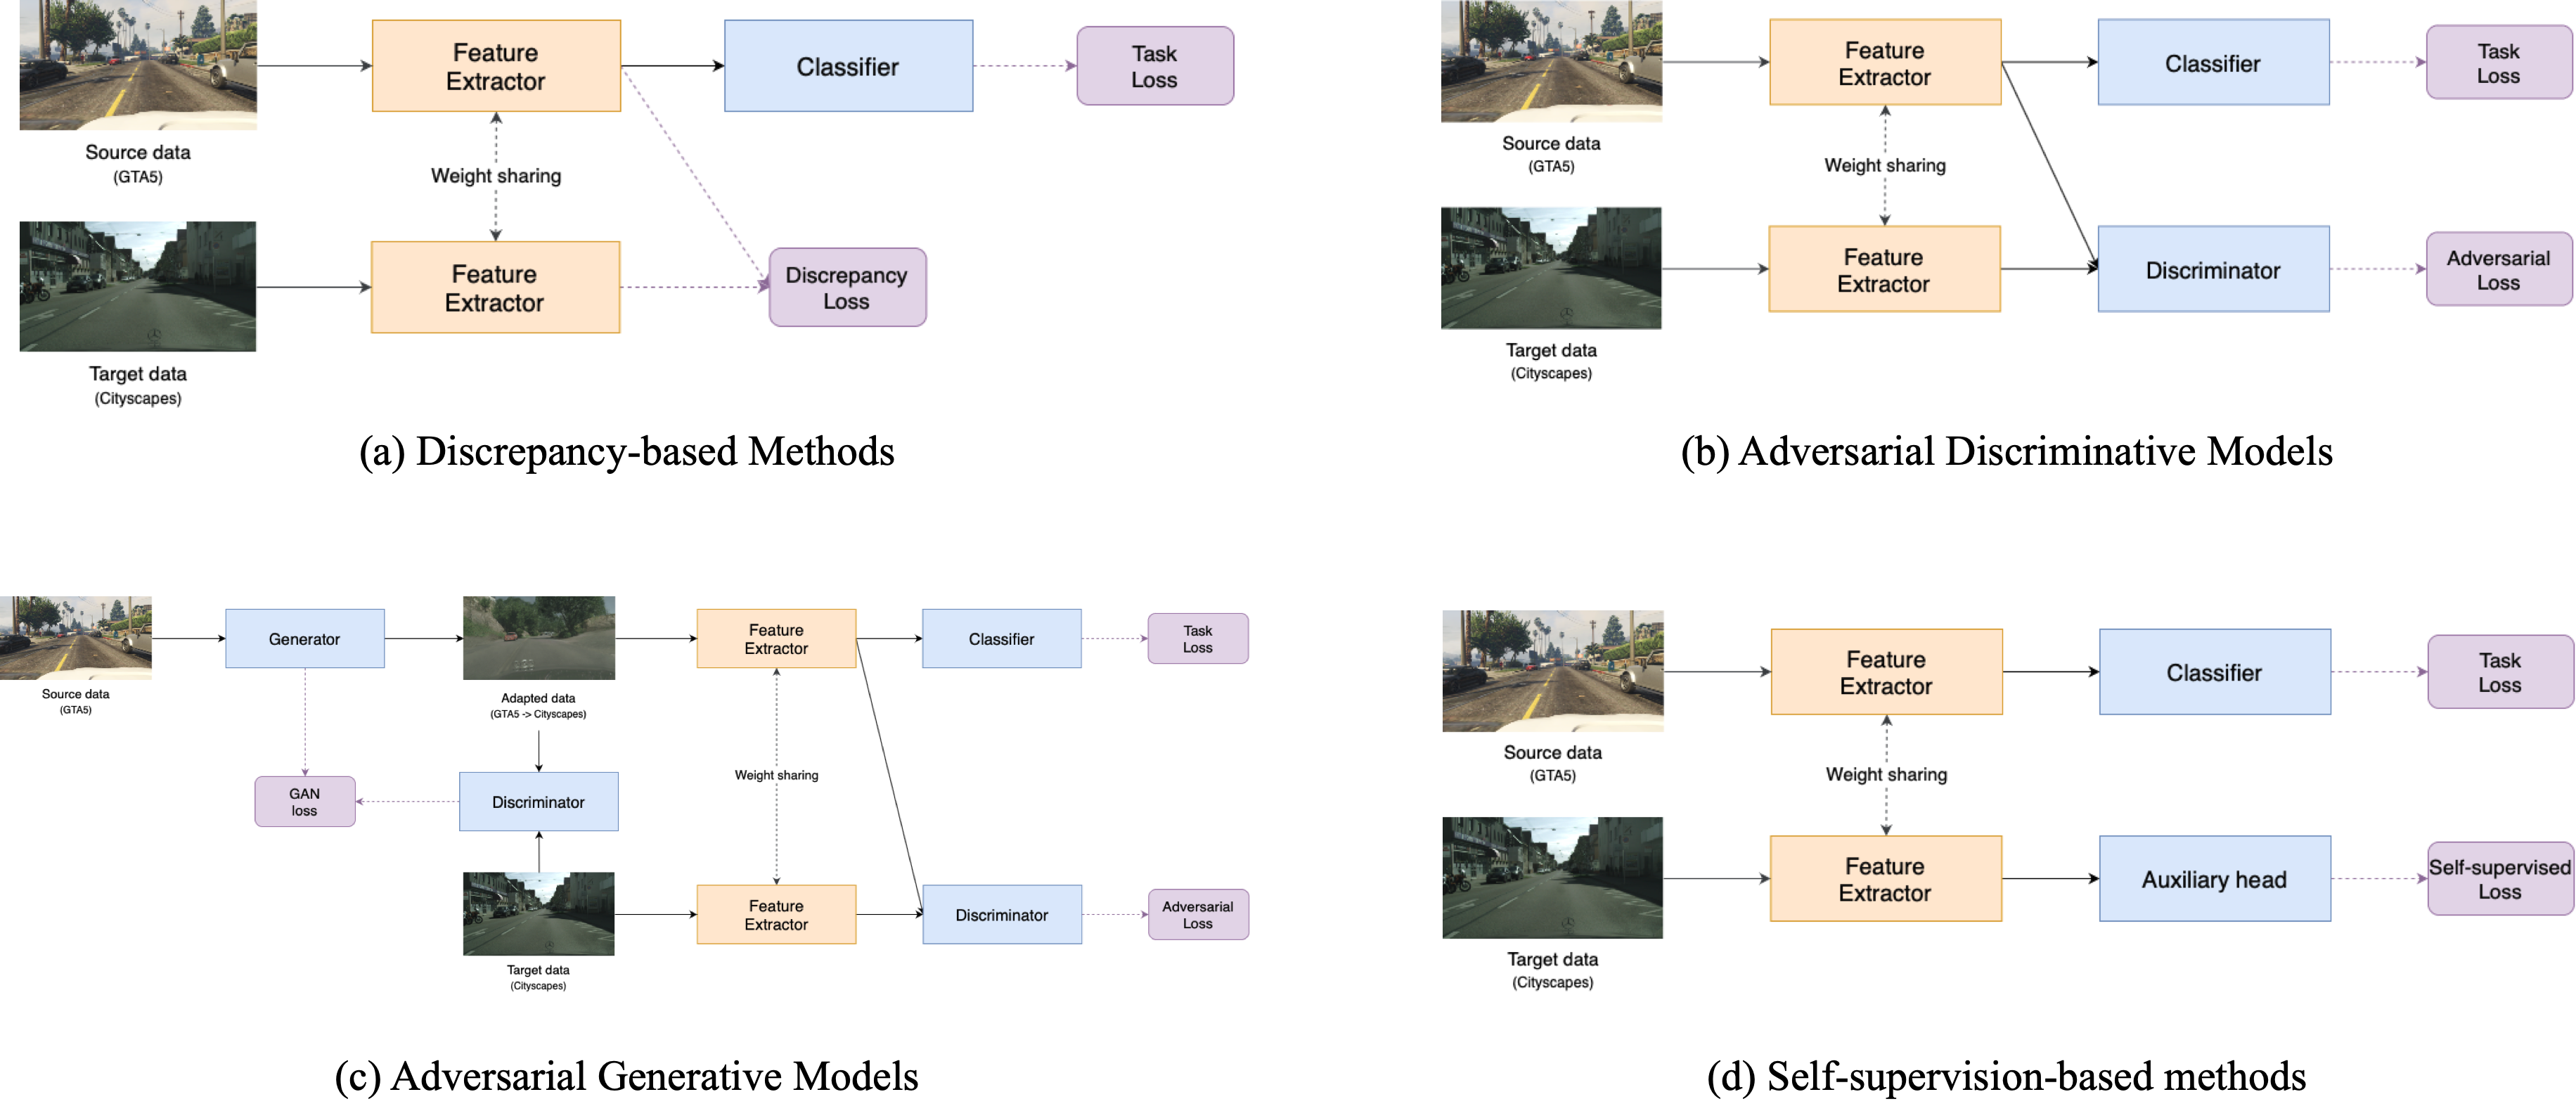 Feature
Extractor
Classifier
Task
Loss
Source data
(GTA5)
Weight sharing
Feature
Extractor
Discrepancy
Loss
Target data
(Cityscapes)
(a) Discrepancy-based Methods
Feature
Extractor
Classifier
Task
Loss
Source data
(GTA5)
Weight sharing
Feature
Extractor
Discriminator
Adversarial
Loss
Target data
(Cityscapes)
(b) Adversarial Discriminative Models
Generator
Feature
Extractor
Classifier
Task
Loss
Source data
(GTA5)
Adapted data
(GTA5 -> Cityscapes)
Weight sharing
GAN
loss
Discriminator
Feature
Extractor
Discriminator
Adversarial
Loss
Target data
(Cityscapes)
(c) Adversarial Generative Models
Feature
Extractor
Classifier
Task
Loss
Source data
(GTA5)
Weight sharing
Feature
Extractor
Auxiliary head
Self-supervised
Loss
Target data
(Cityscapes)
(d) Self-supervision-based methods